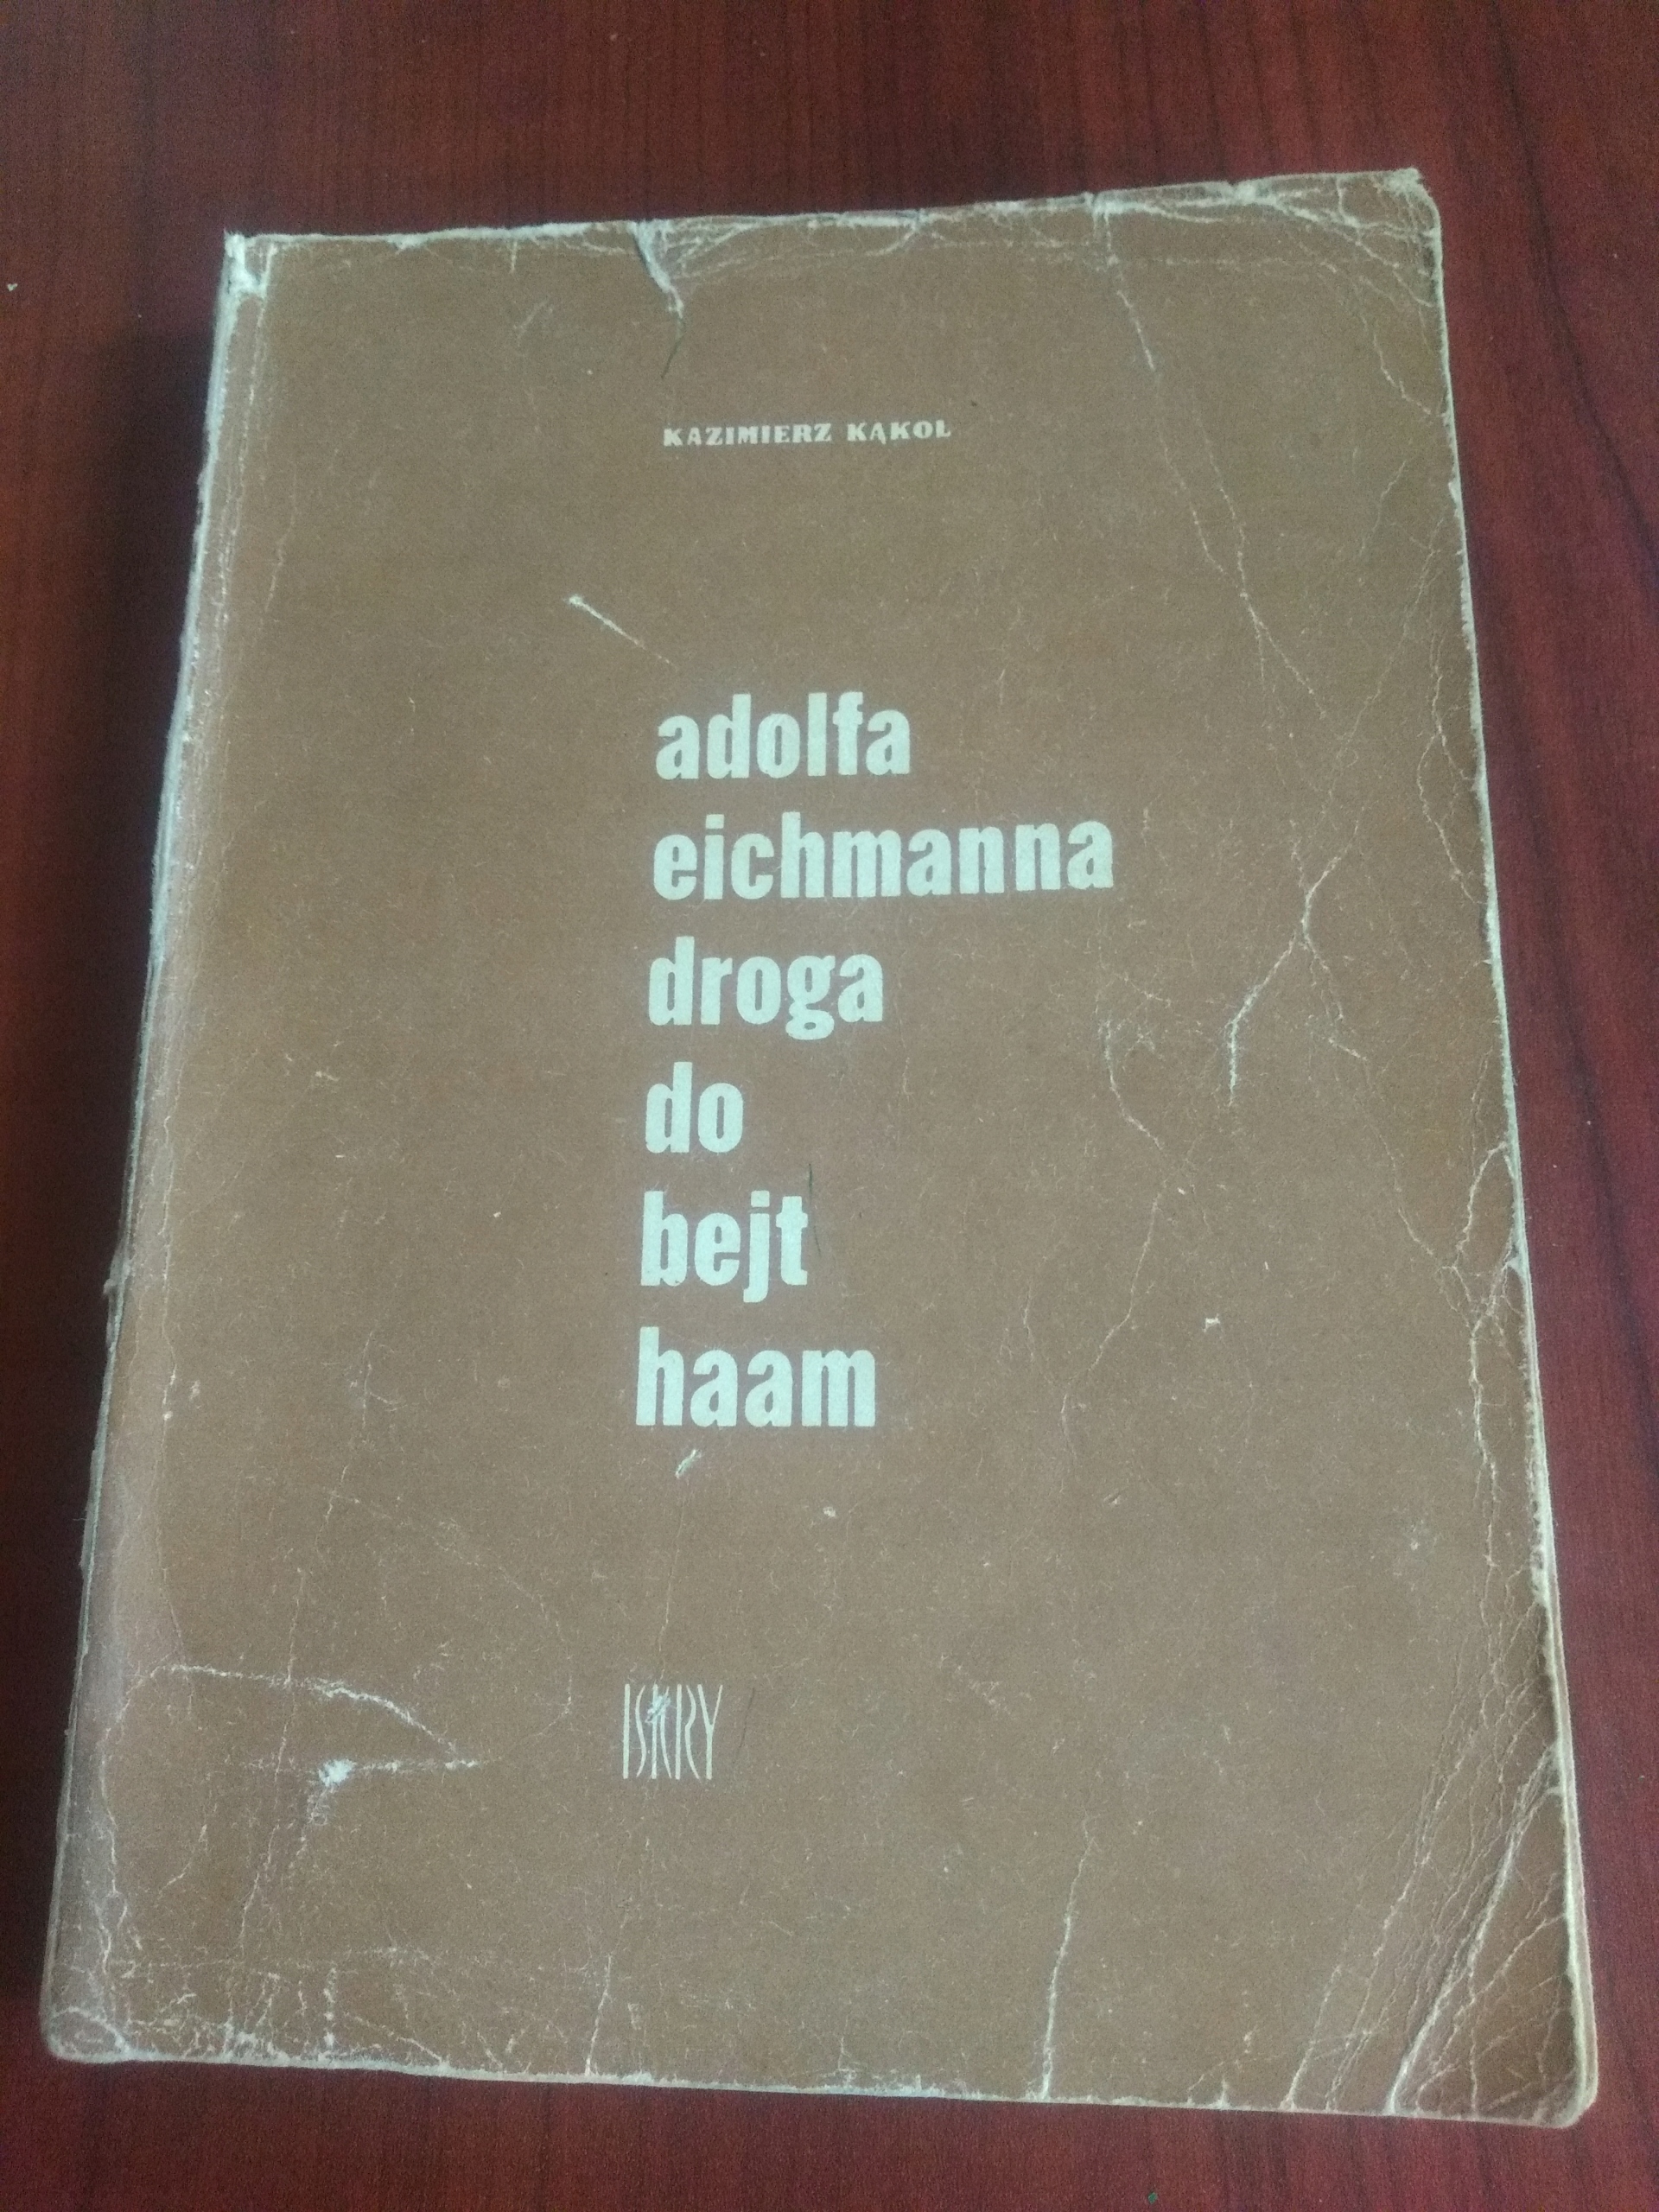 KAZIMIERZ KĄKOL
adolfa
eichmanna
droga
do
bejt
haam
ISKRY